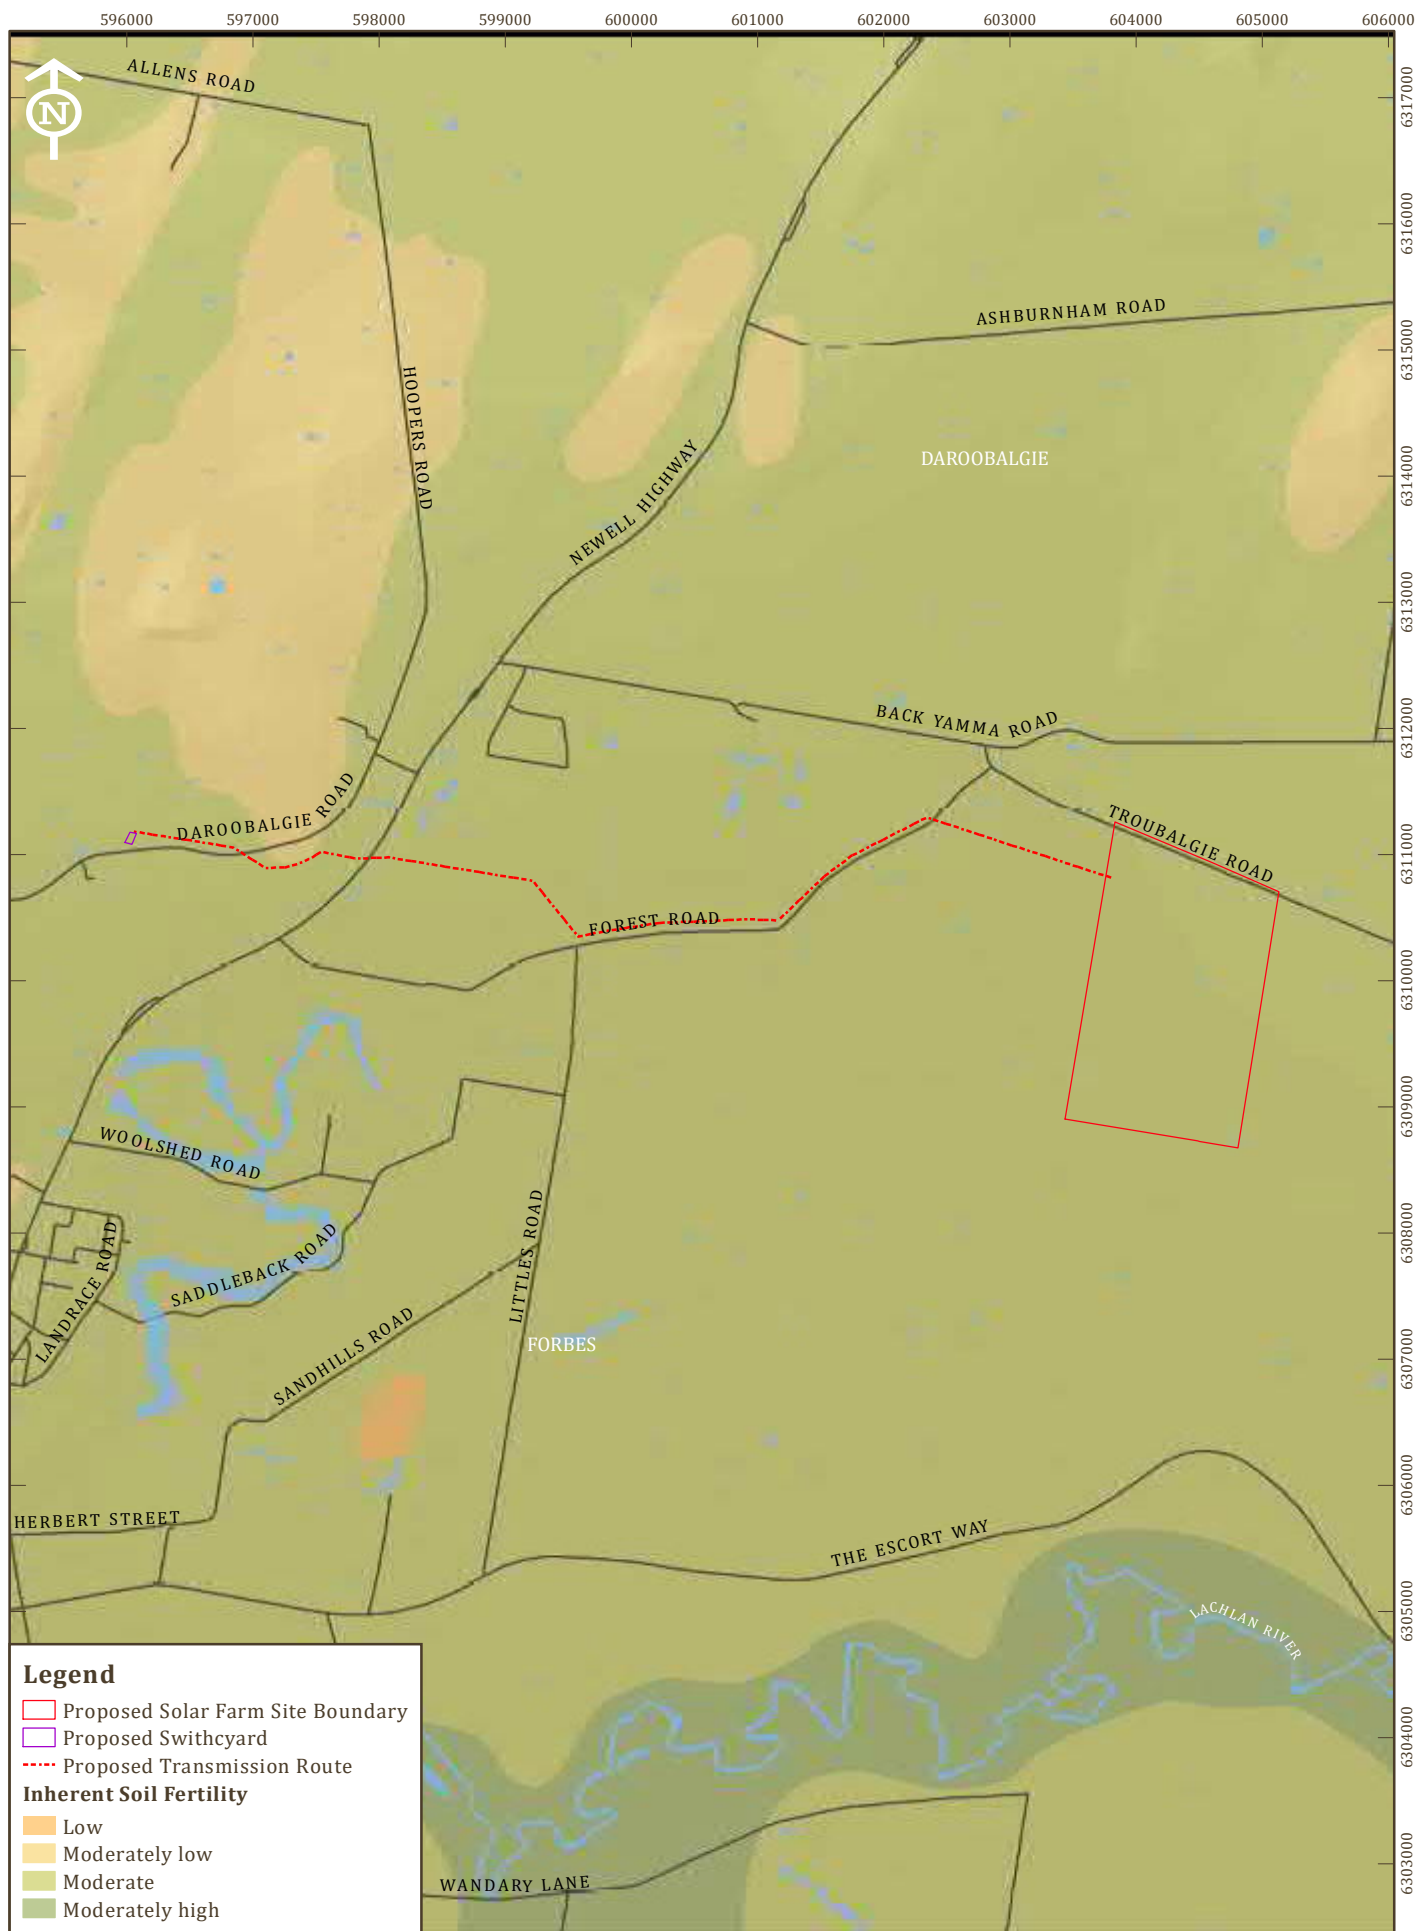 596000 597000 598000 599000 600000 601000 602000 603000 604000 605000 606000
ALLENS ROAD
N
6317000
6316000
ASHBURNHAM ROAD
6315000
HOOPERS ROAD
NEWELL HIGHWAY
DAROOBALGIE
6314000
6313000
BACK YAMMA ROAD
6312000
DAROOBALGIE ROAD
TROUBALGIE ROAD
6311000
FOREST ROAD
6310000
6309000
WOOLSHED ROAD
LITTLES ROAD
LANDRACE ROAD
SADDLEBACK ROAD
6308000
SANDHILLS ROAD
FORBES
6307000
6306000
HERBERT STREET
THE ESCORT WAY
LACHLAN RIVER
6305000
6304000
WANDARY LANE
6303000
Legend
Proposed Solar Farm Site Boundary
Proposed Swithcyard
Proposed Transmission Route
Inherent Soil Fertility
Low
Moderately low
Moderate
Moderately high